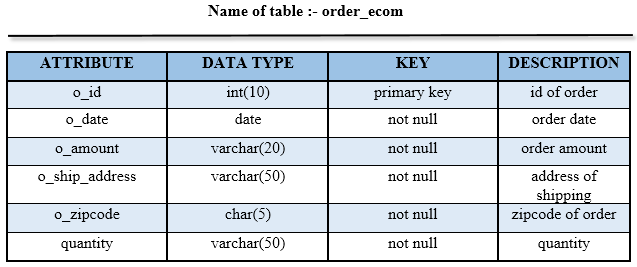 Name of table :- order_ecom
ATTRIBUTE DATA TYPE KEY DESCRIPTION
o_id int(10) primary key id of order
o_date date not null order date
o_amount varchar(20) not null order amount
o_ship_address varchar(50) not null address of
shipping
o_zipcode char(5) not null zipcode of order
quantity varchar(50) not null quantity